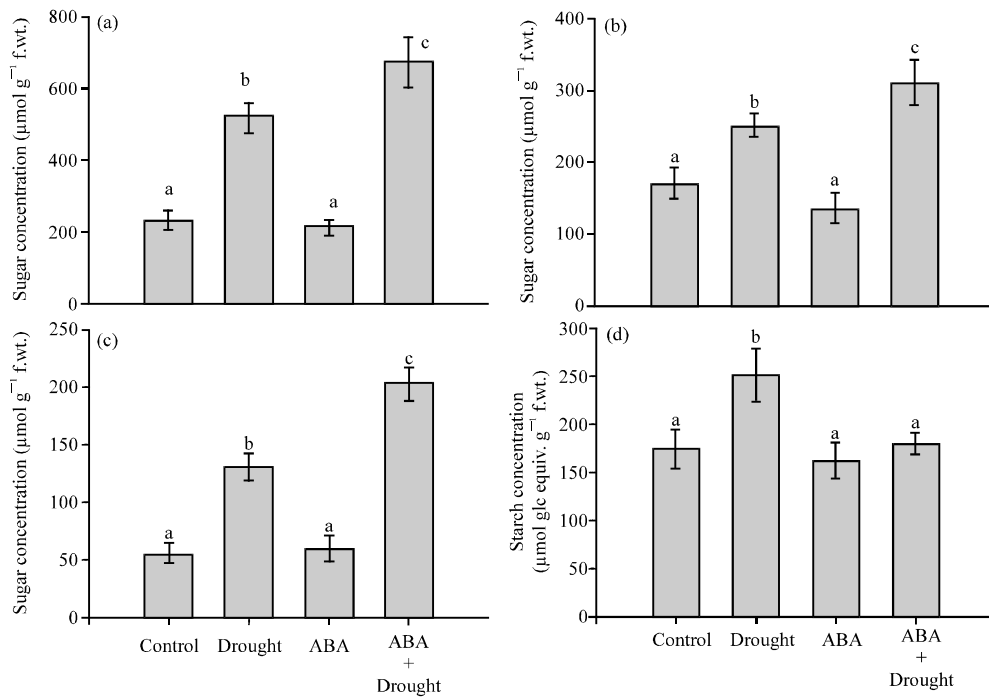 (a)
800
600
400
200
0
Sugar concentration (µmol g⁻¹ f.wt.)
a
b
a
c
(b)
400
300
200
100
0
Sugar concentration (µmol g⁻¹ f.wt.)
a
b
a
c
(c)
250
200
150
100
50
0
Sugar concentration (µmol g⁻¹ f.wt.)
a
b
a
c
Control
Drought
ABA
ABA
+
Drought
(d)
300
250
200
150
100
50
0
Starch concentration
(µmol glc equiv. g⁻¹ f.wt.)
a
b
a
a
Control
Drought
ABA
ABA
+
Drought